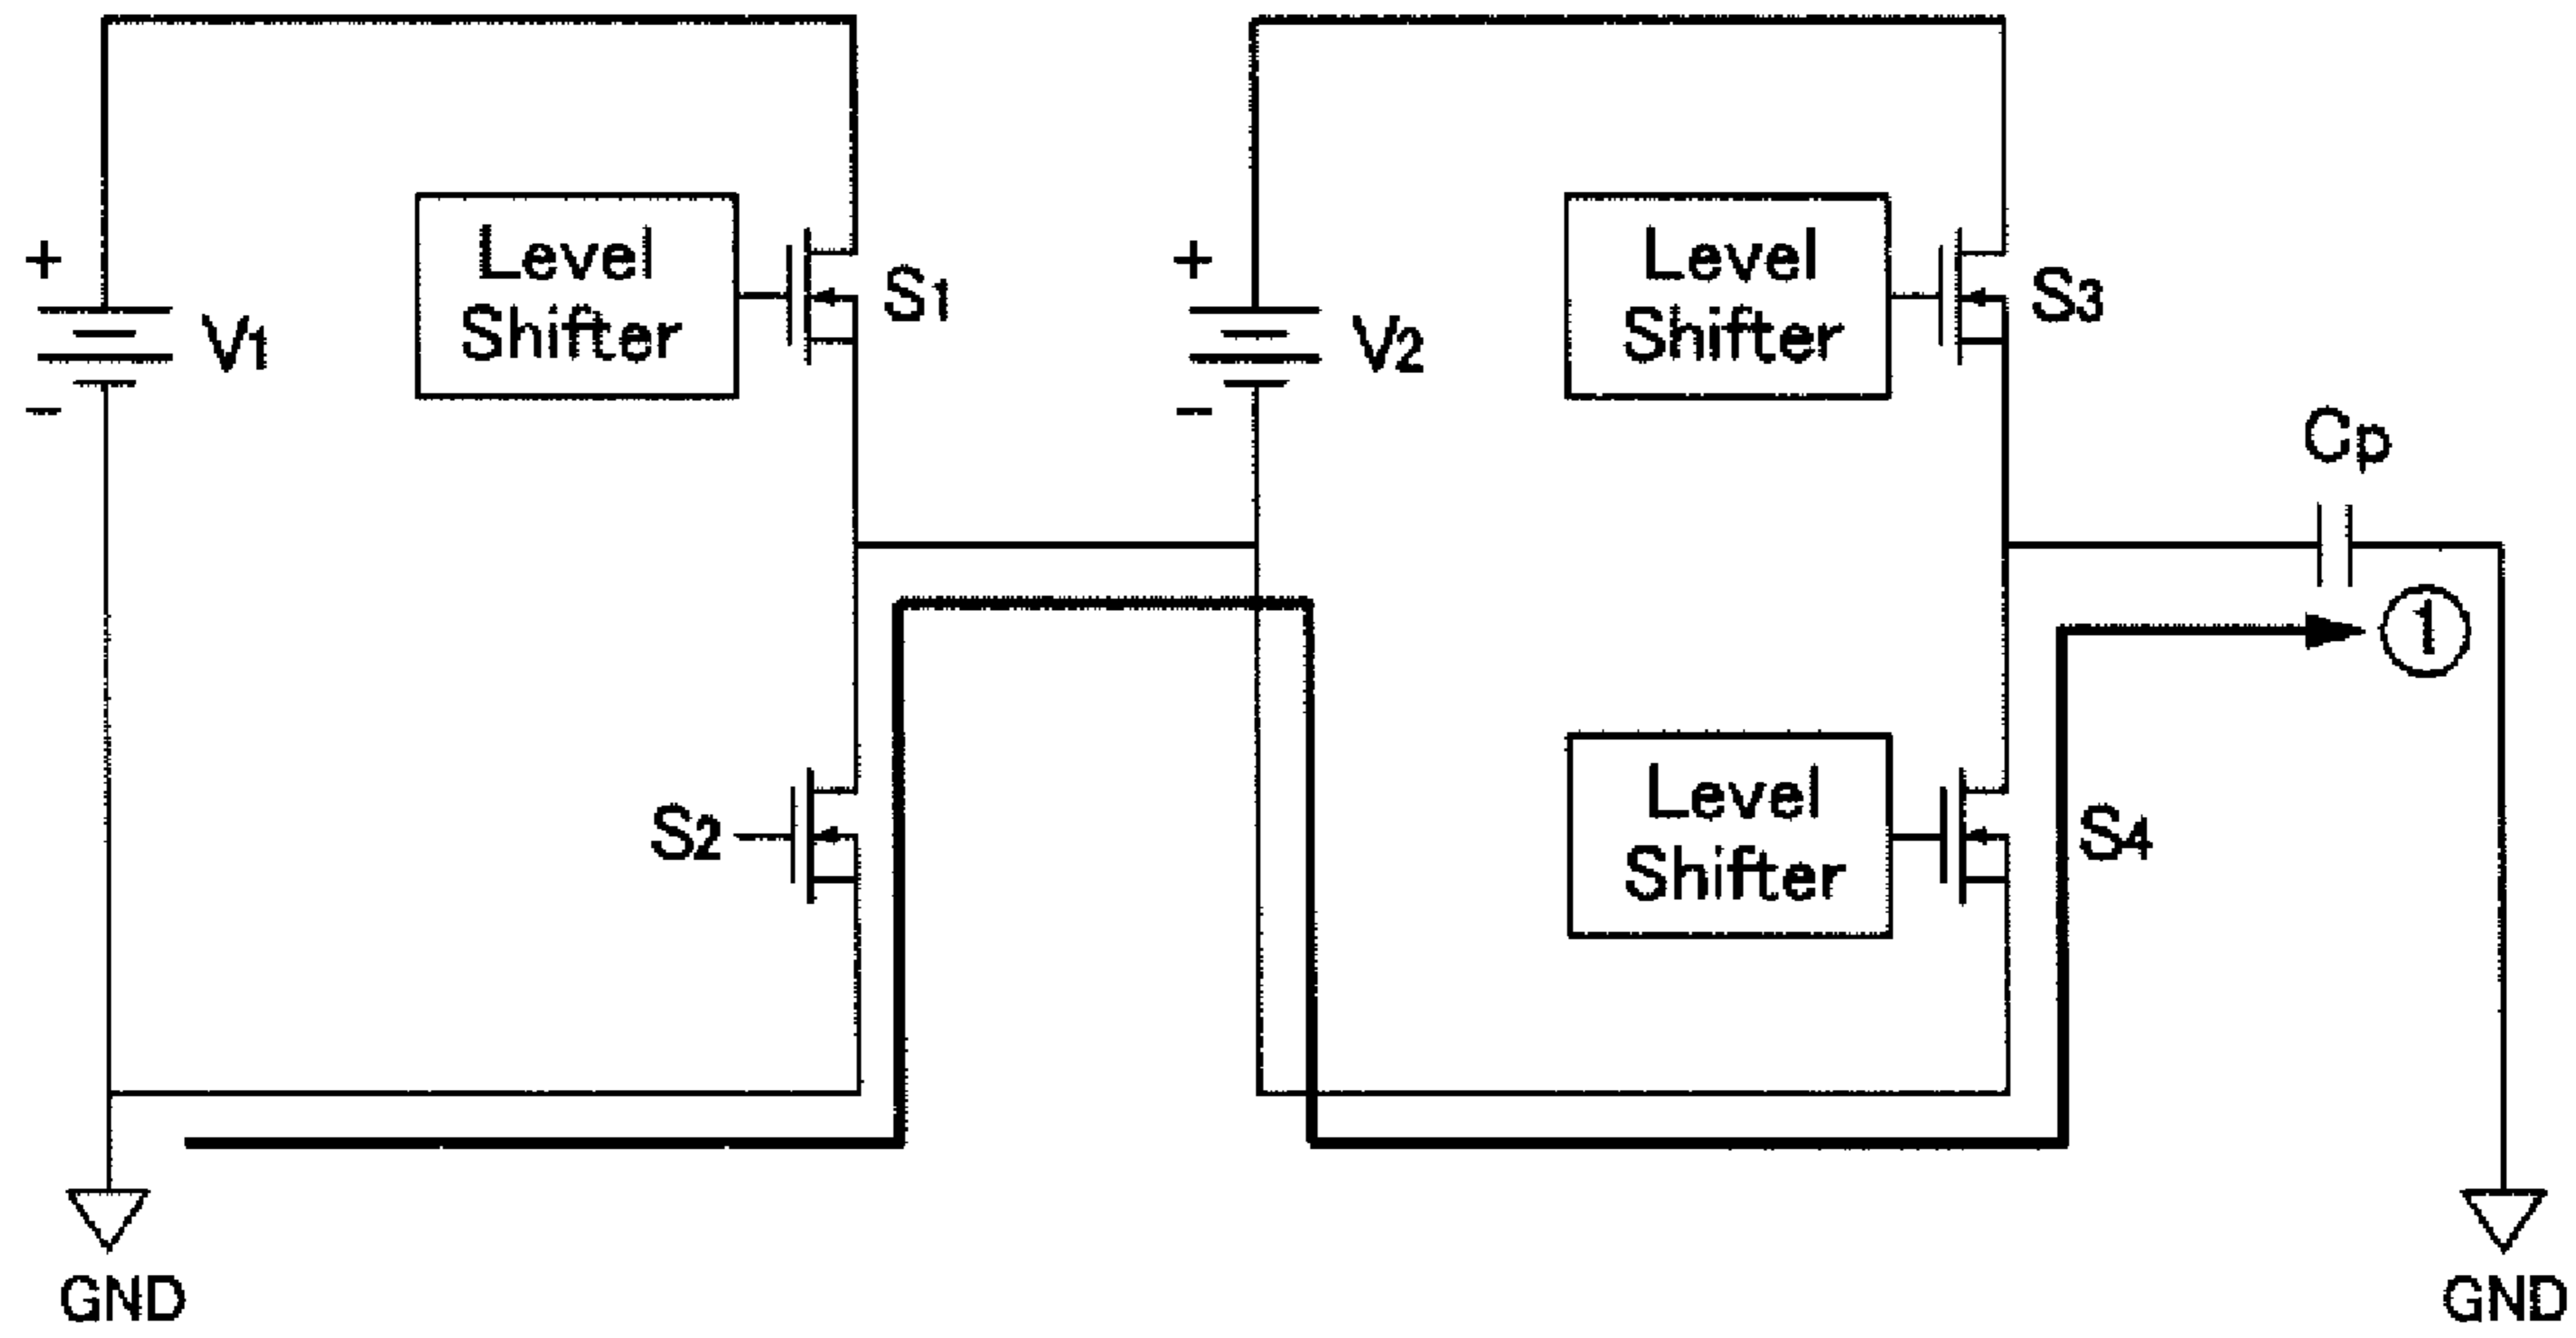 +
V1
-
Level
Shifter
S1
S2
+
V2
-
Level
Shifter
S3
Level
Shifter
S4
Cp
①
GND
GND